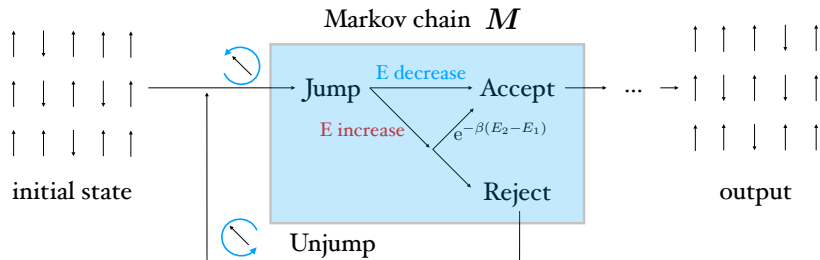 Markov chain M
Jump
E decrease
Accept
...
E increase
e^{-β(E_2-E_1)}
Reject
initial state
output
Unjump